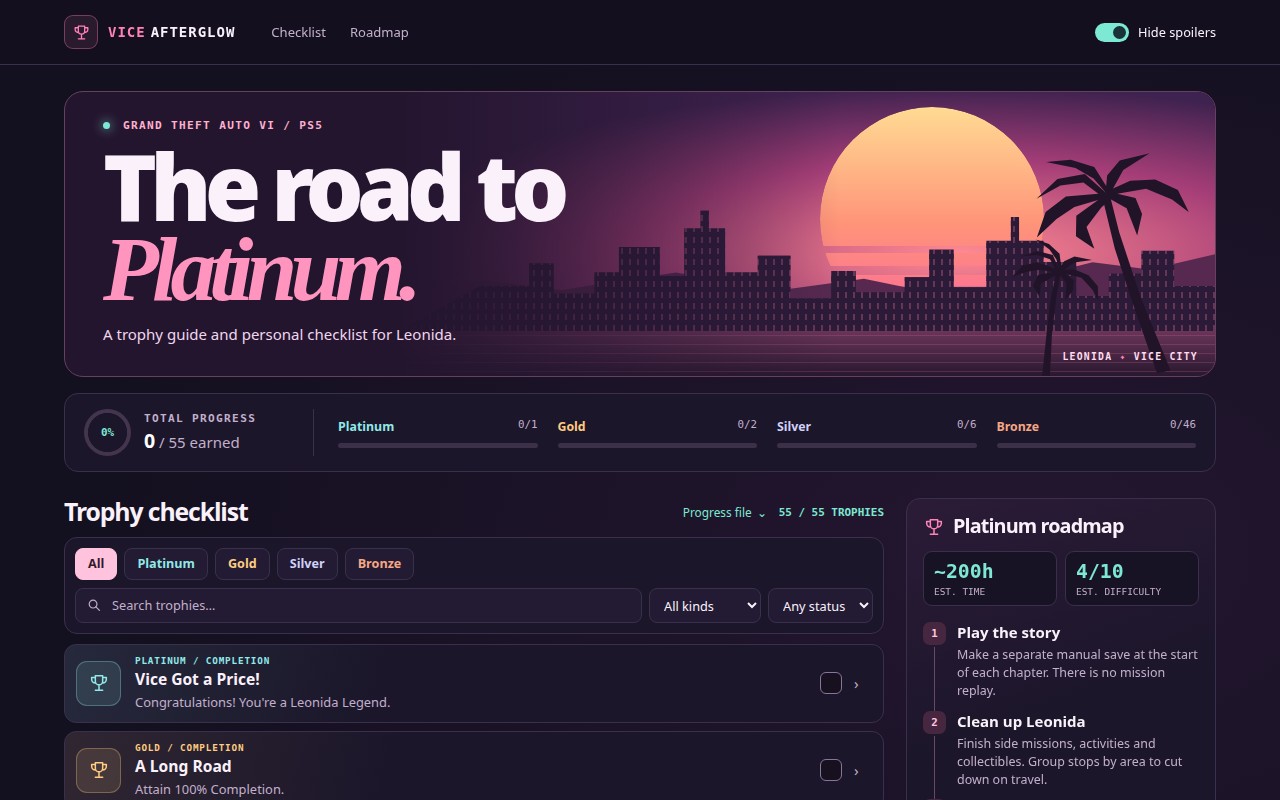 VICE AFTERGLOW
Checklist
Roadmap
Hide spoilers
GRAND THEFT AUTO VI / PS5
The road to
Platinum.
A trophy guide and personal checklist for Leonida.
LEONIDA ✦ VICE CITY
0%
TOTAL PROGRESS
0 / 55 earned
Platinum 0/1
Gold 0/2
Silver 0/6
Bronze 0/46
Trophy checklist
Progress file ⌄
55 / 55 TROPHIES
All
Platinum
Gold
Silver
Bronze
Search trophies...
All kinds
Any status
PLATINUM / COMPLETION
Vice Got a Price!
Congratulations! You're a Leonida Legend.
GOLD / COMPLETION
A Long Road
Attain 100% Completion.
Platinum roadmap
~200h
EST. TIME
4/10
EST. DIFFICULTY
1
Play the story
Make a separate manual save at the start
of each chapter. There is no mission
replay.
2
Clean up Leonida
Finish side missions, activities and
collectibles. Group stops by area to cut
down on travel.